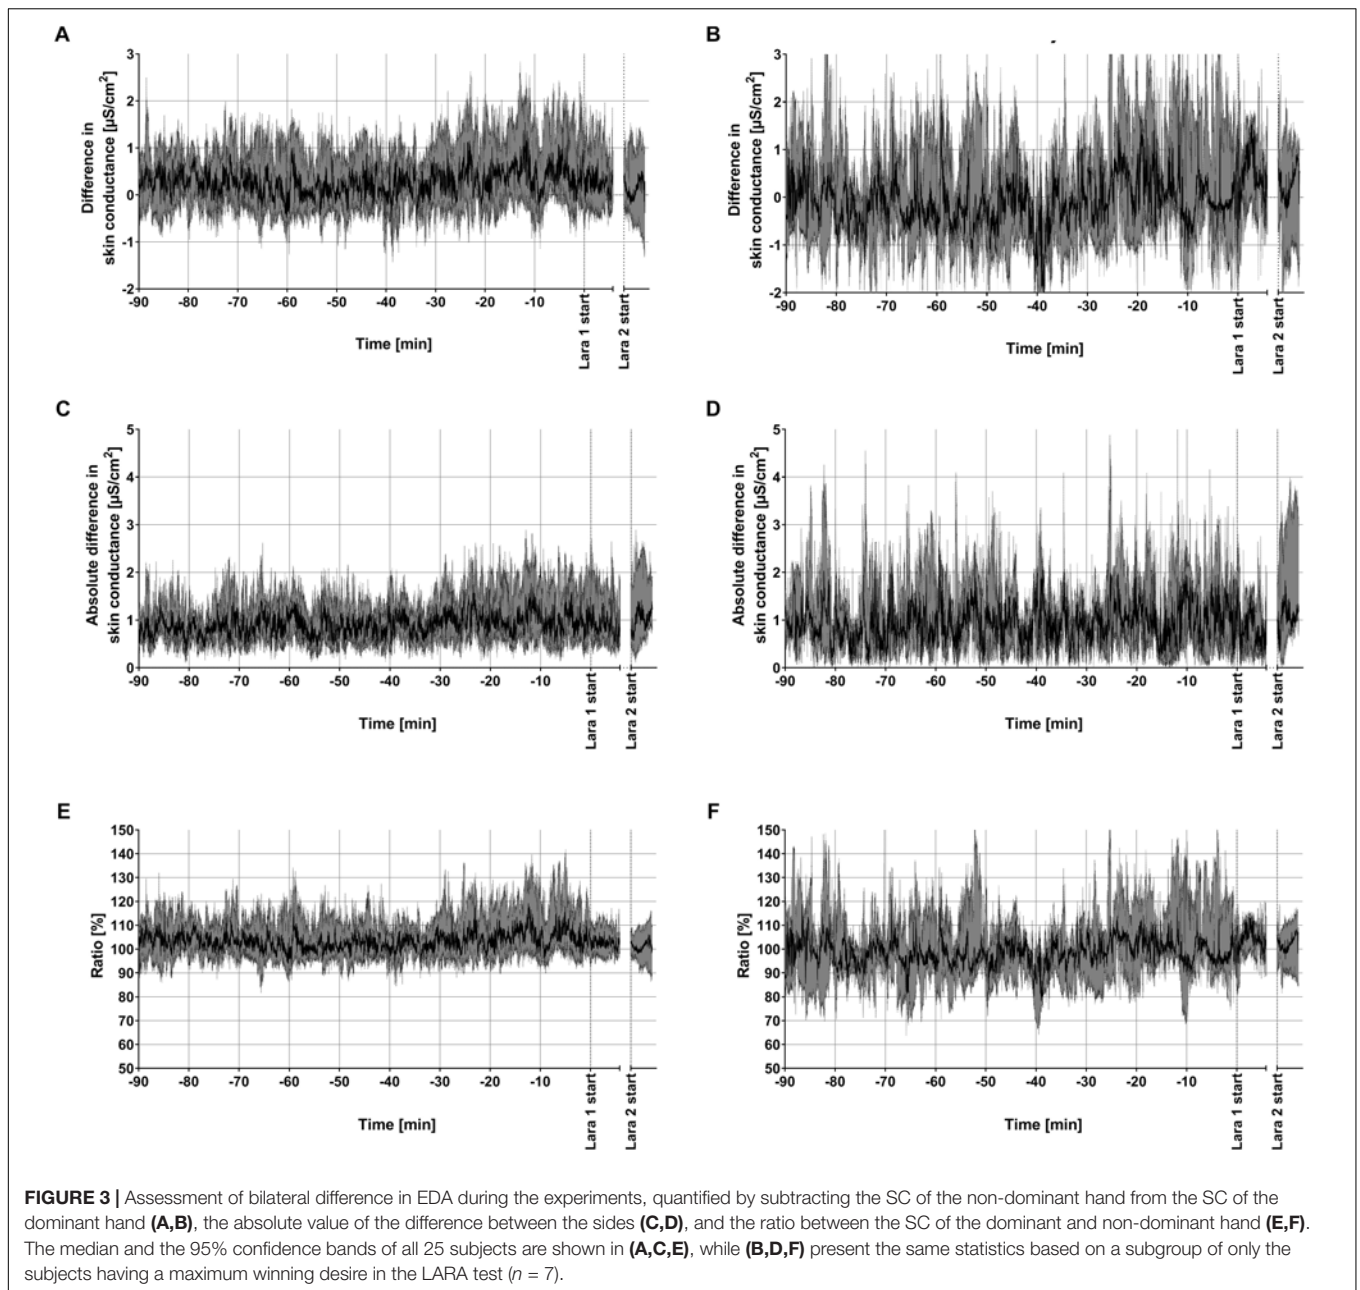 A
Difference in
skin conductance [µS/cm²]
3
2
1
0
-1
-2
-90 -80 -70 -60 -50 -40 -30 -20 -10
Lara 1 start
Lara 2 start
Time [min]
B
Difference in
skin conductance [µS/cm²]
3
2
1
0
-1
-2
-90 -80 -70 -60 -50 -40 -30 -20 -10
Lara 1 start
Lara 2 start
Time [min]
C
Absolute difference in
skin conductance [µS/cm²]
5
4
3
2
1
0
-90 -80 -70 -60 -50 -40 -30 -20 -10
Lara 1 start
Lara 2 start
Time [min]
D
Absolute difference in
skin conductance [µS/cm²]
5
4
3
2
1
0
-90 -80 -70 -60 -50 -40 -30 -20 -10
Lara 1 start
Lara 2 start
Time [min]
E
Ratio [%]
150
140
130
120
110
100
90
80
70
60
50
-90 -80 -70 -60 -50 -40 -30 -20 -10
Lara 1 start
Lara 2 start
Time [min]
F
Ratio [%]
150
140
130
120
110
100
90
80
70
60
50
-90 -80 -70 -60 -50 -40 -30 -20 -10
Lara 1 start
Lara 2 start
Time [min]
FIGURE 3 | Assessment of bilateral difference in EDA during the experiments, quantified by subtracting the SC of the non-dominant hand from the SC of the
dominant hand (A,B), the absolute value of the difference between the sides (C,D), and the ratio between the SC of the dominant and non-dominant hand (E,F).
The median and the 95% confidence bands of all 25 subjects are shown in (A,C,E), while (B,D,F) present the same statistics based on a subgroup of only the
subjects having a maximum winning desire in the LARA test (n = 7).